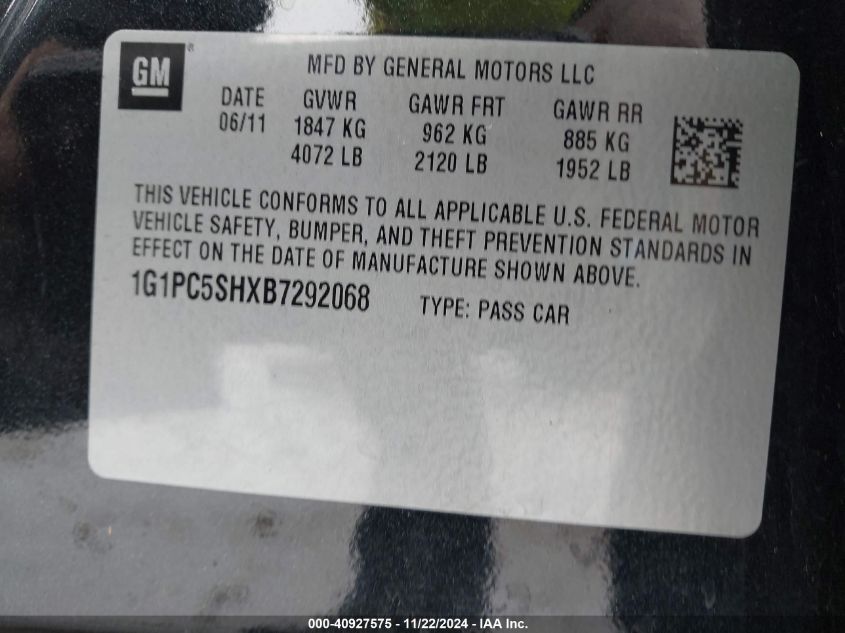 GM ®
MFD BY GENERAL MOTORS LLC
DATE GVWR GAWR FRT GAWR RR
06/11 1847 KG 962 KG 885 KG
4072 LB 2120 LB 1952 LB
THIS VEHICLE CONFORMS TO ALL APPLICABLE U.S. FEDERAL MOTOR
VEHICLE SAFETY, BUMPER, AND THEFT PREVENTION STANDARDS IN
EFFECT ON THE DATE OF MANUFACTURE SHOWN ABOVE.
1G1PC5SHXB7292068 TYPE: PASS CAR
000-40927575 - 11/22/2024 - IAA Inc.